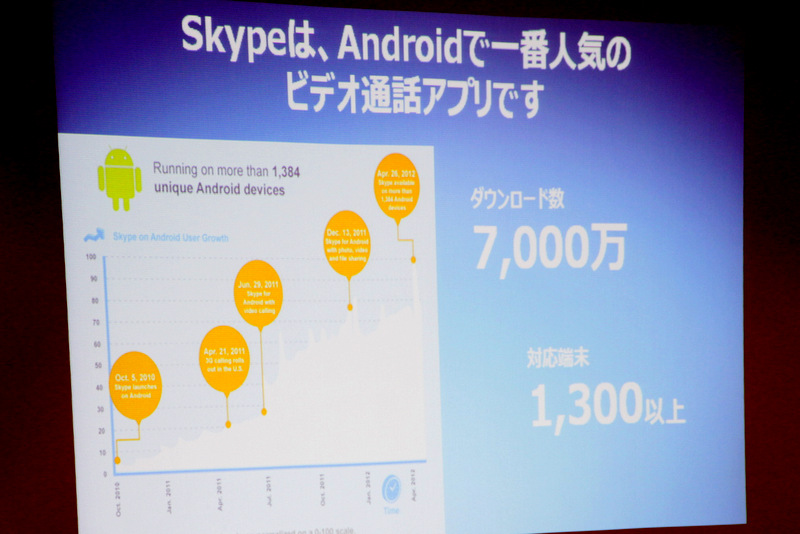 Skypeは、Androidで一番人気の
ビデオ通話アプリです
Running on more than 1,384
unique Android devices
Skype on Android User Growth
100
90
80
70
60
50
40
30
20
10
0
Oct. 5, 2010
Skype launches
on Android
Apr. 21, 2011
3G calling rolls
out in the U.S.
Jun. 29, 2011
Skype for
Android with
video calling
Dec. 13, 2011
Skype for Android
with photo, video
and file sharing
Apr. 26, 2012
Skype available
on more than
1,384 Android
devices
Oct. 2010
Jan. 2011
Apr. 2011
Jul. 2011
Oct. 2011
Jan. 2012
Apr. 2012
Time
on a 0-100 scale
ダウンロード数
7,000万
対応端末
1,300以上